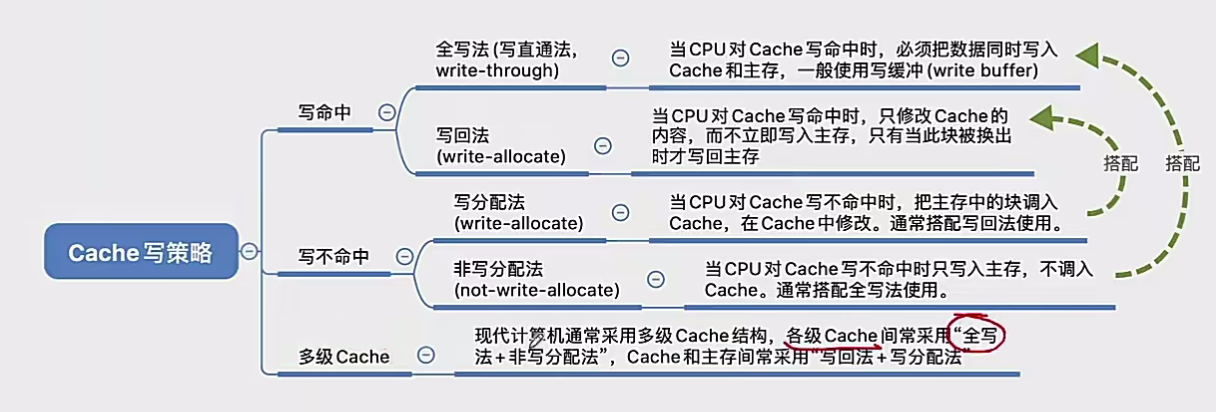 全写法 (写直通法,
write-through)
当CPU对Cache写命中时，必须把数据同时写入
Cache和主存，一般使用写缓冲 (write buffer)
写命中
写回法
(write-allocate)
当CPU对Cache写命中时，只修改Cache的
内容，而不立即写入主存，只有当此块被换出
时才写回主存
搭配
搭配
Cache写策略
写分配法
(write-allocate)
当CPU对Cache写不命中时，把主存中的块调入
Cache，在Cache中修改。通常搭配写回法使用。
写不命中
非写分配法
(not-write-allocate)
当CPU对Cache写不命中时只写入主存，不调入
Cache。通常搭配全写法使用。
多级Cache
现代计算机通常采用多级Cache结构，各级Cache间常采用“全写
法+非写分配法”，Cache和主存间常采用“写回法+写分配法”